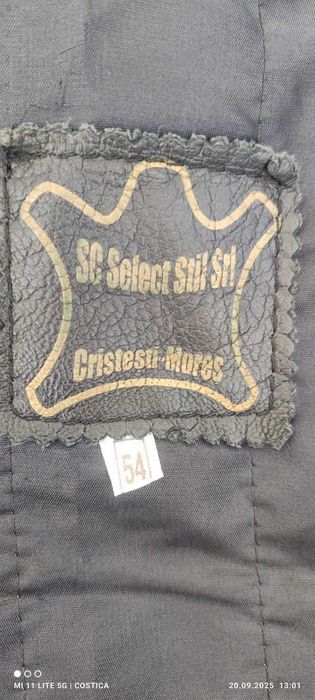 SC Select Stil Srl
Cristesti-Mures
54
MI 11 LITE 5G | COSTICA
20.09.2025 13:01